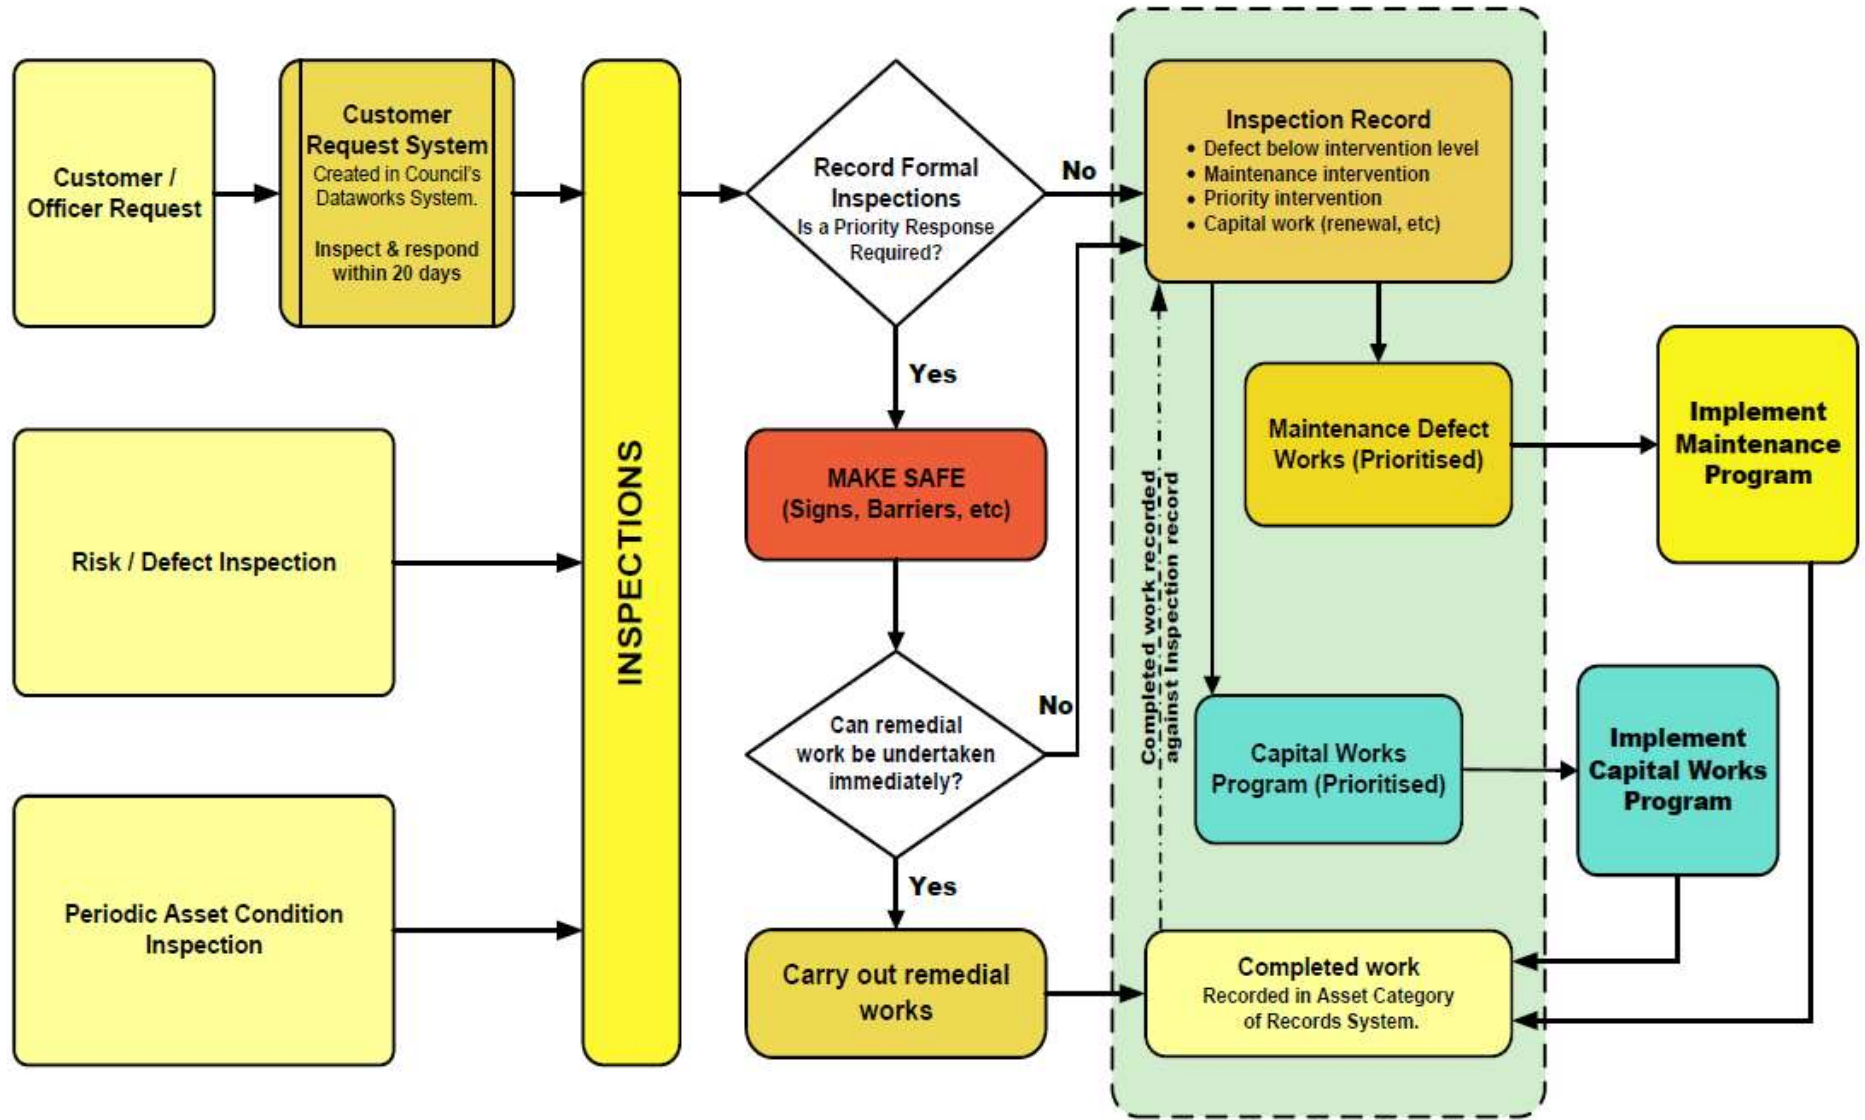 Customer /
Officer Request
Customer
Request System
Created in Council's
Dataworks System.
Inspect & respond
within 20 days
Risk / Defect Inspection
Periodic Asset Condition
Inspection
INSPECTIONS
Record Formal
Inspections
Is a Priority Response
Required?
No
Yes
MAKE SAFE
(Signs, Barriers, etc)
Can remedial
work be undertaken
immediately?
No
Yes
Carry out remedial
works
Inspection Record
• Defect below intervention level
• Maintenance intervention
• Priority intervention
• Capital work (renewal, etc)
Maintenance Defect
Works (Prioritised)
Completed work recorded
against Inspection record
Capital Works
Program (Prioritised)
Completed work
Recorded in Asset Category
of Records System.
Implement
Maintenance
Program
Implement
Capital Works
Program